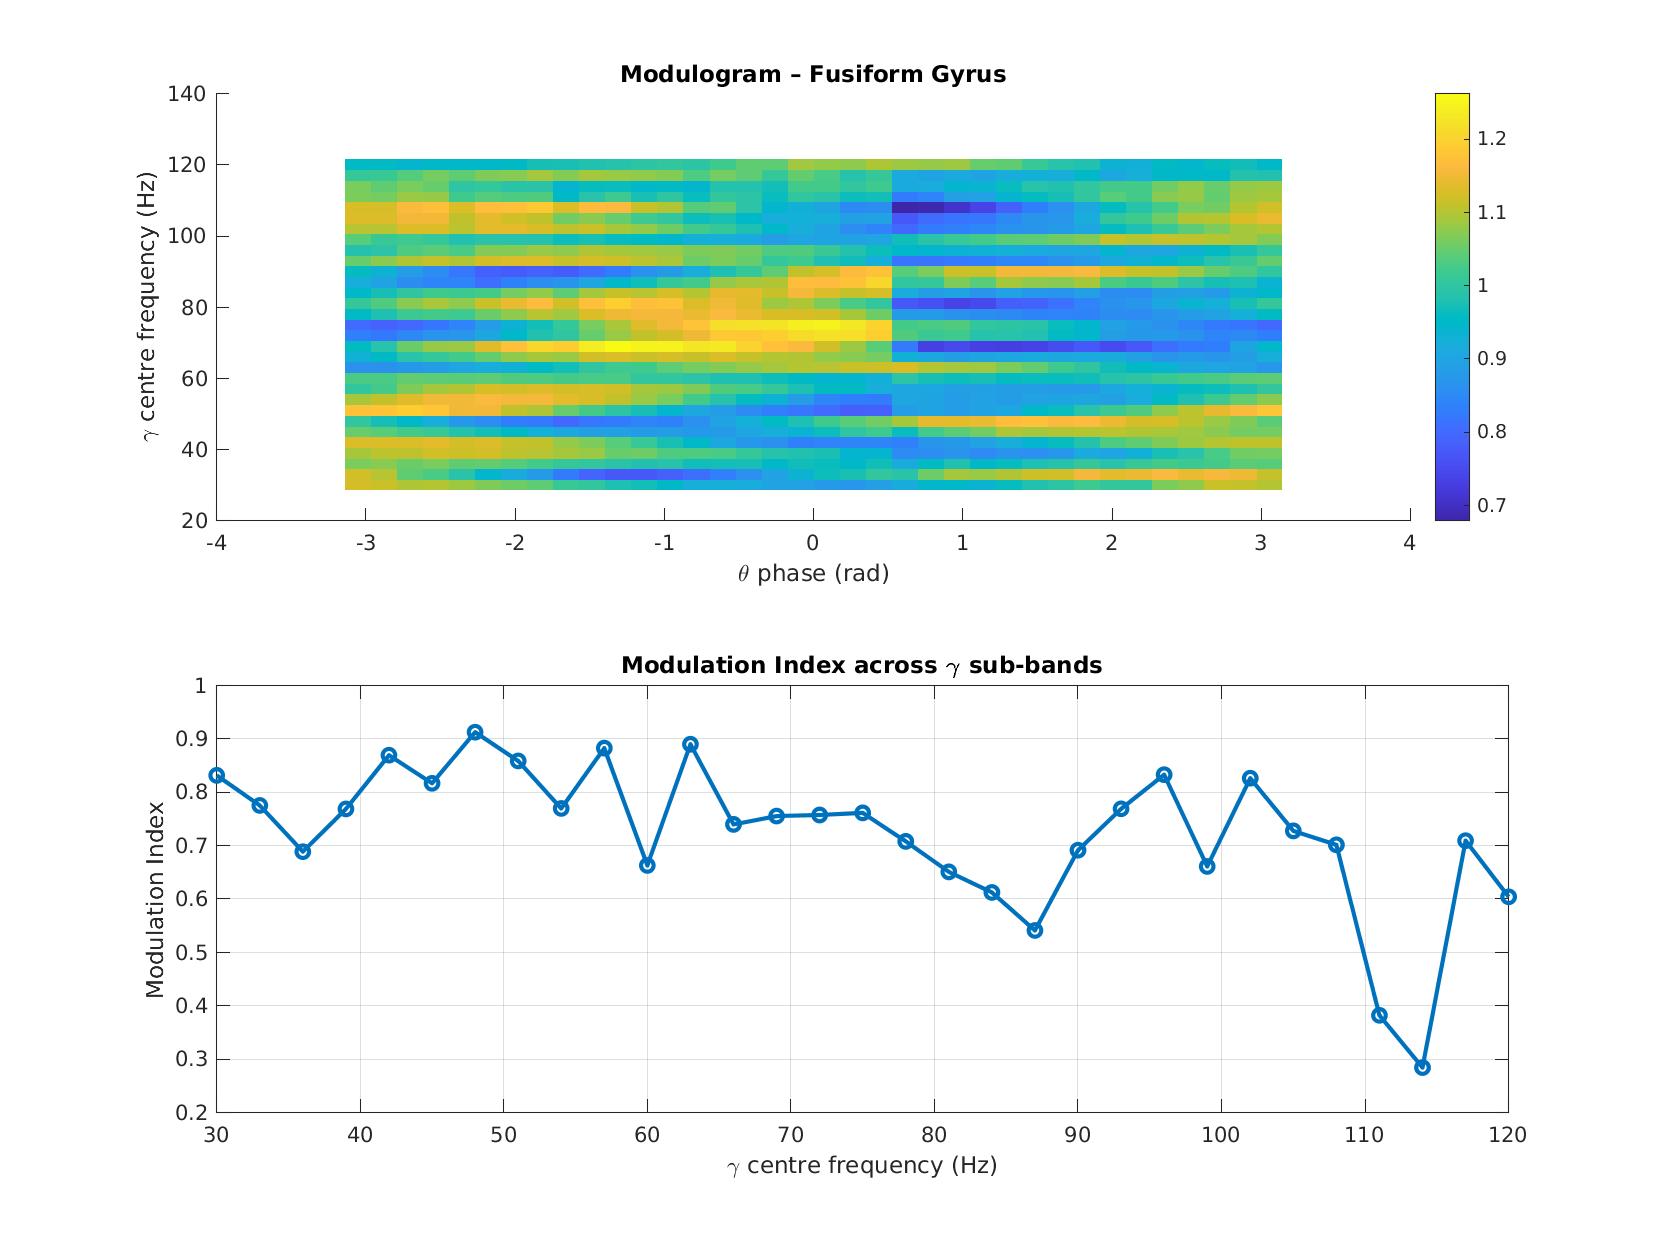 Modulogram – Fusiform Gyrus
140
120
100
80
60
40
20
γ centre frequency (Hz)
-4 -3 -2 -1 0 1 2 3 4
θ phase (rad)
1.2
1.1
1
0.9
0.8
0.7
Modulation Index across γ sub-bands
1
0.9
0.8
0.7
0.6
0.5
0.4
0.3
0.2
Modulation Index
30 40 50 60 70 80 90 100 110 120
γ centre frequency (Hz)